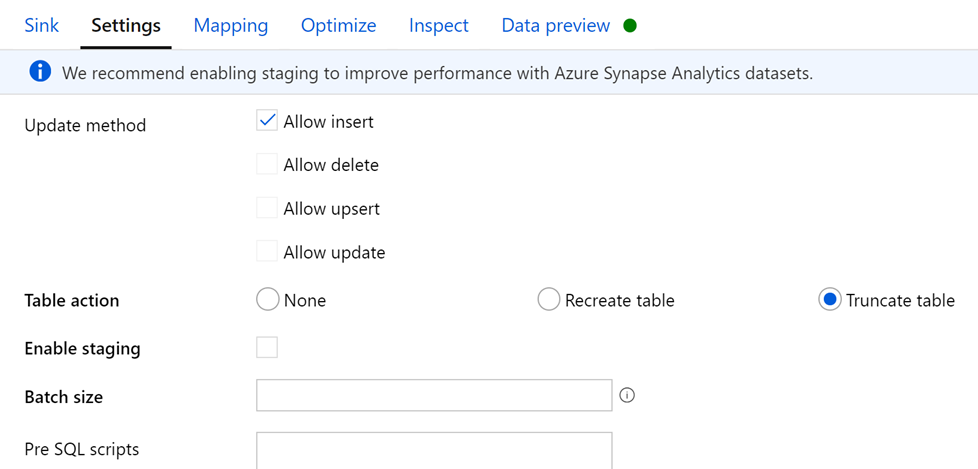 Sink Settings Mapping Optimize Inspect Data preview
We recommend enabling staging to improve performance with Azure Synapse Analytics datasets.
Update method Allow insert
Allow delete
Allow upsert
Allow update
Table action None Recreate table Truncate table
Enable staging
Batch size
Pre SQL scripts